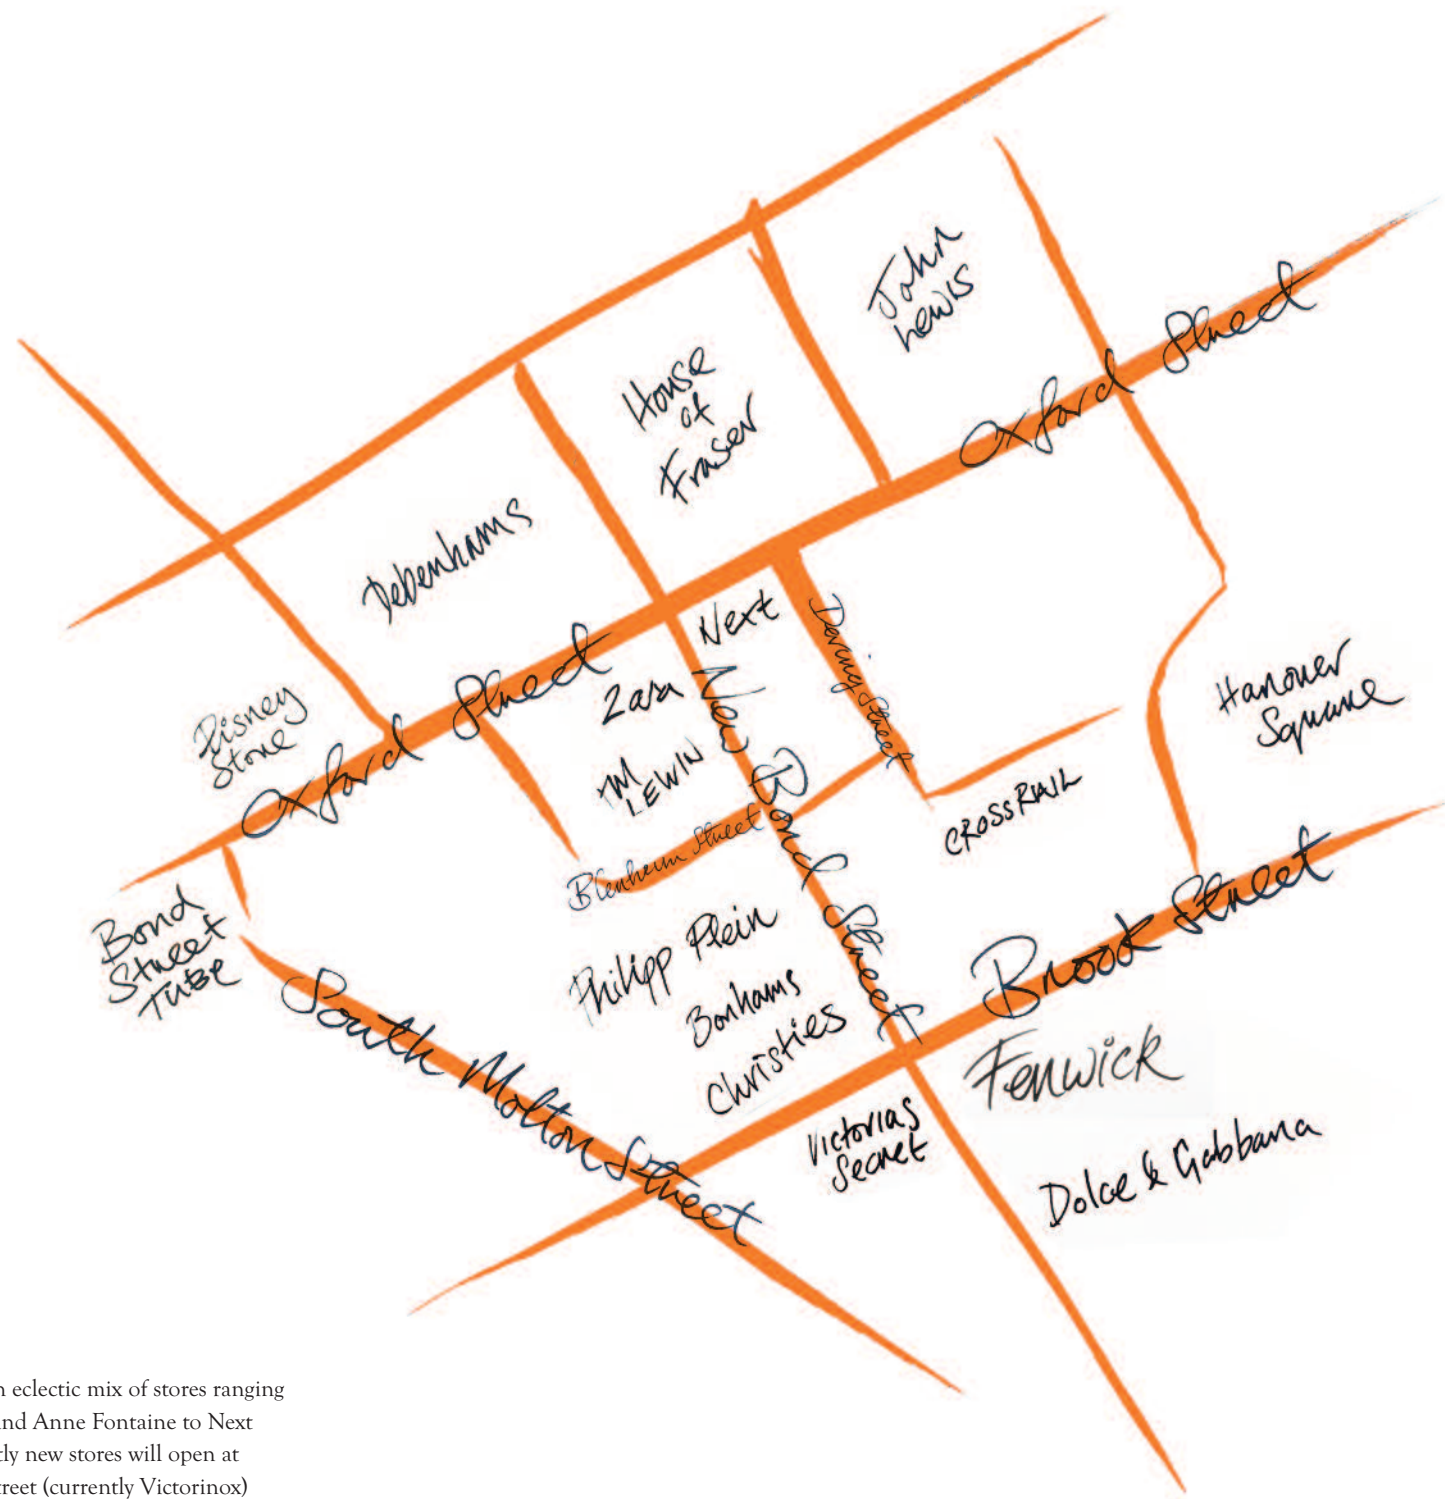 John
Lewis
Oxford Street
House
of
Fraser
Debenhams
Next
Dering Street
Zara
New Bond Street
TM
LEWIN
Disney
Store
Oxford Street
Hanover
Square
CROSSRAIL
Blenheim Street
Bond
Street
Tube
South Molton Street
Philipp Plein
Bonhams
Christies
Brook Street
Fenwick
Victorias
Secret
Dolce & Gabbana
n eclectic mix of stores ranging
nd Anne Fontaine to Next
tly new stores will open at
treet (currently Victorinox)